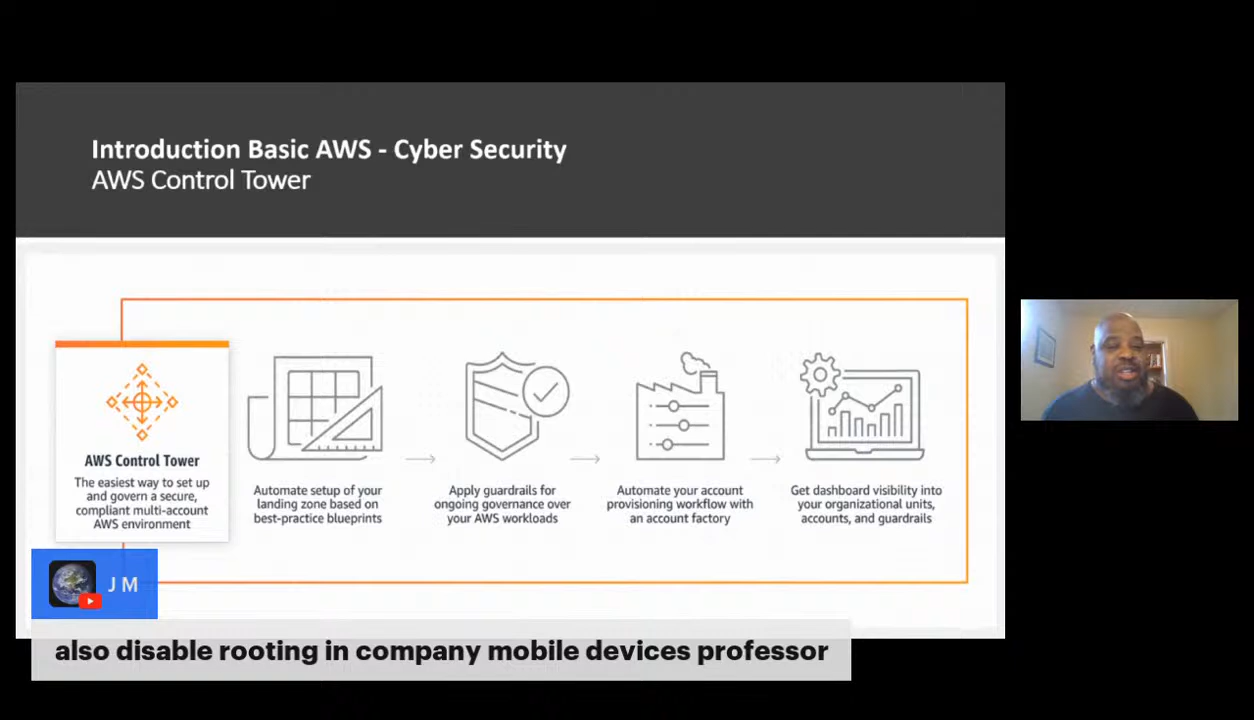 Introduction Basic AWS - Cyber Security
AWS Control Tower
AWS Control Tower
The easiest way to set up
and govern a secure,
compliant multi-account
AWS environment
Automate setup of your
landing zone based on
best-practice blueprints
Apply guardrails for
ongoing governance over
your AWS workloads
Automate your account
provisioning workflow with
an account factory
Get dashboard visibility into
your organizational units,
accounts, and guardrails
J M
also disable rooting in company mobile devices professor